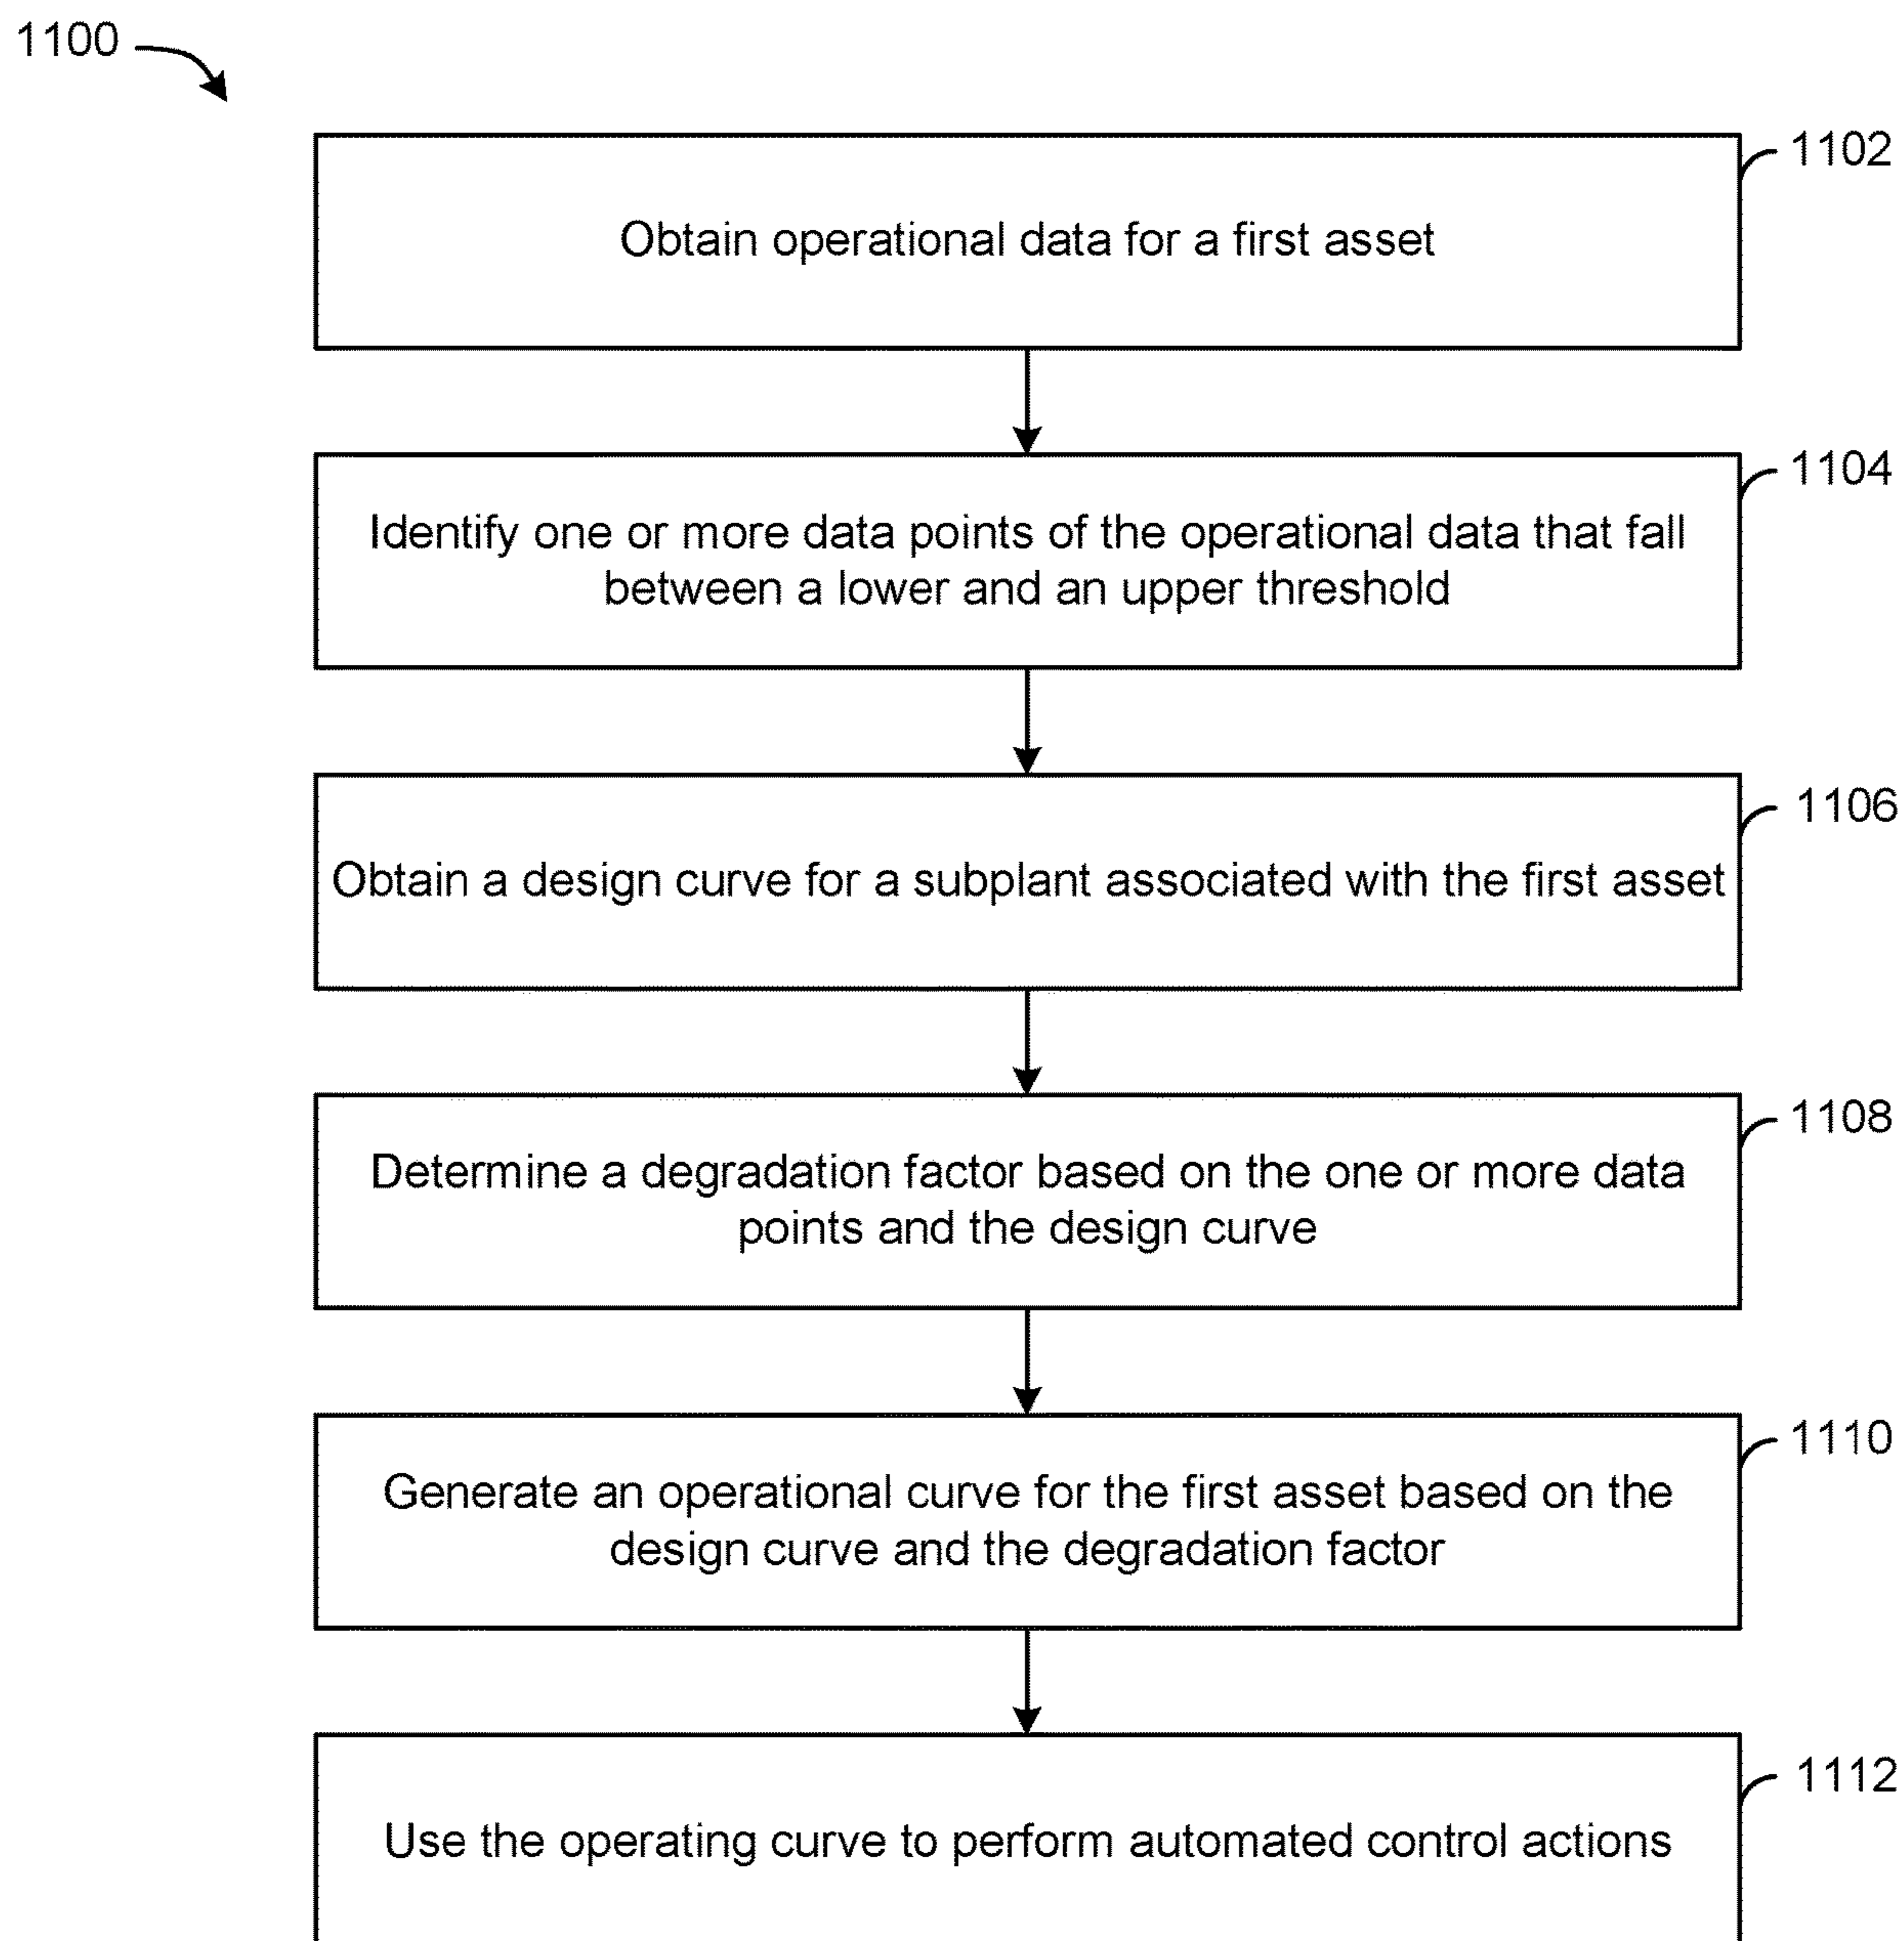 1100
1102
Obtain operational data for a first asset
1104
Identify one or more data points of the operational data that fall
between a lower and an upper threshold
1106
Obtain a design curve for a subplant associated with the first asset
1108
Determine a degradation factor based on the one or more data
points and the design curve
1110
Generate an operational curve for the first asset based on the
design curve and the degradation factor
1112
Use the operating curve to perform automated control actions